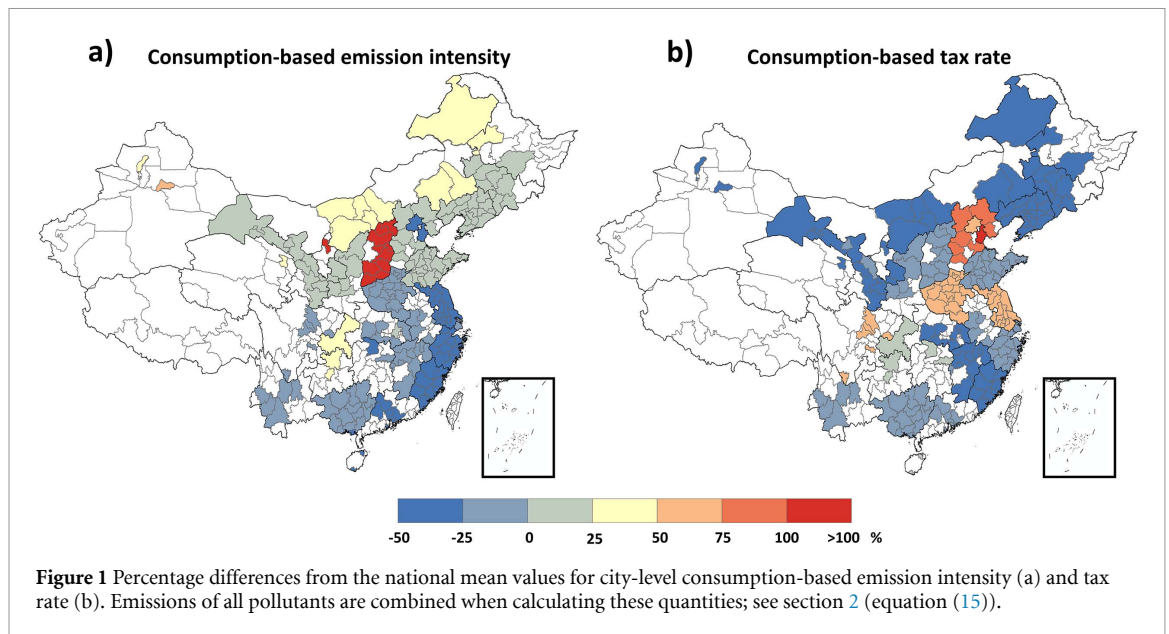 a)
Consumption-based emission intensity
b)
Consumption-based tax rate
-50 -25 0 25 50 75 100 >100 %
Figure 1 Percentage differences from the national mean values for city-level consumption-based emission intensity (a) and tax
rate (b). Emissions of all pollutants are combined when calculating these quantities; see section 2 (equation (15)).